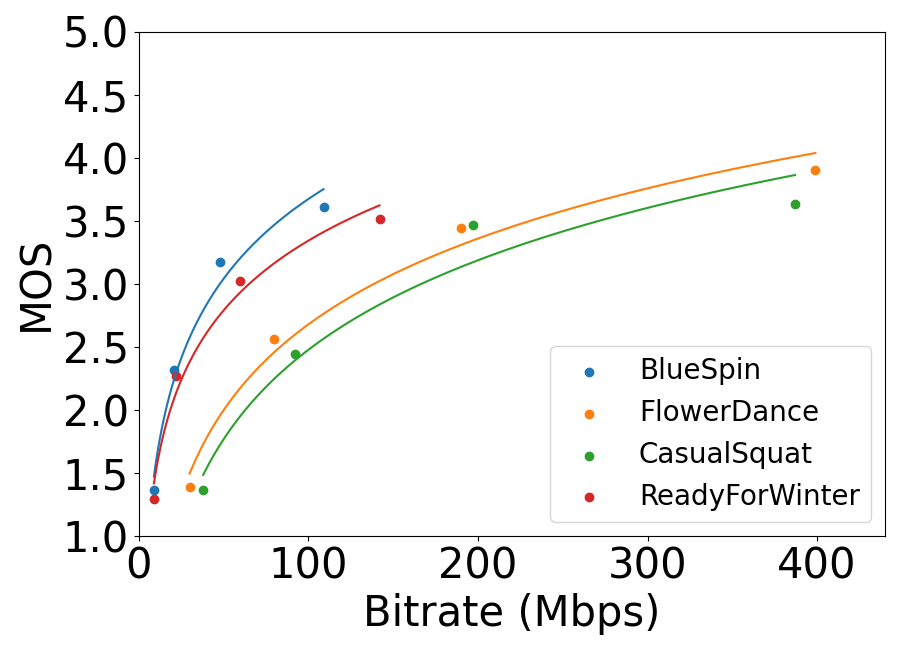 MOS
5.0
4.5
4.0
3.5
3.0
2.5
2.0
1.5
1.0
BlueSpin
FlowerDance
CasualSquat
ReadyForWinter
0 100 200 300 400
Bitrate (Mbps)